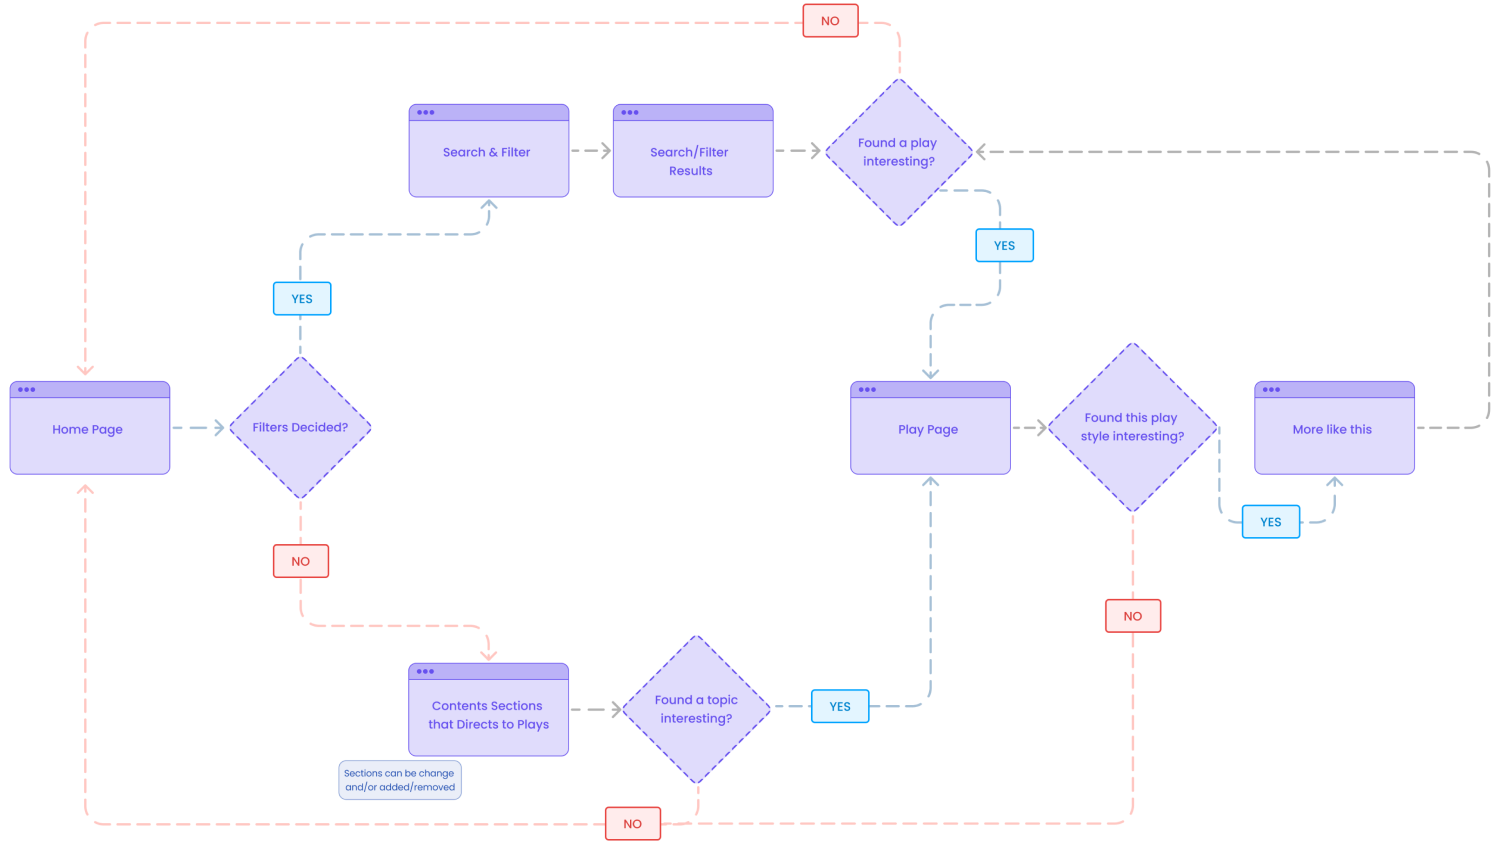 NO
Found a play
interesting?
Search & Filter
Search/Filter
Results
YES
YES
Home Page
Filters Decided?
Play Page
Found this play
style interesting?
More like this
YES
NO
NO
Contents Sections
that Directs to Plays
Found a topic
interesting?
YES
Sections can be change
and/or added/removed
NO